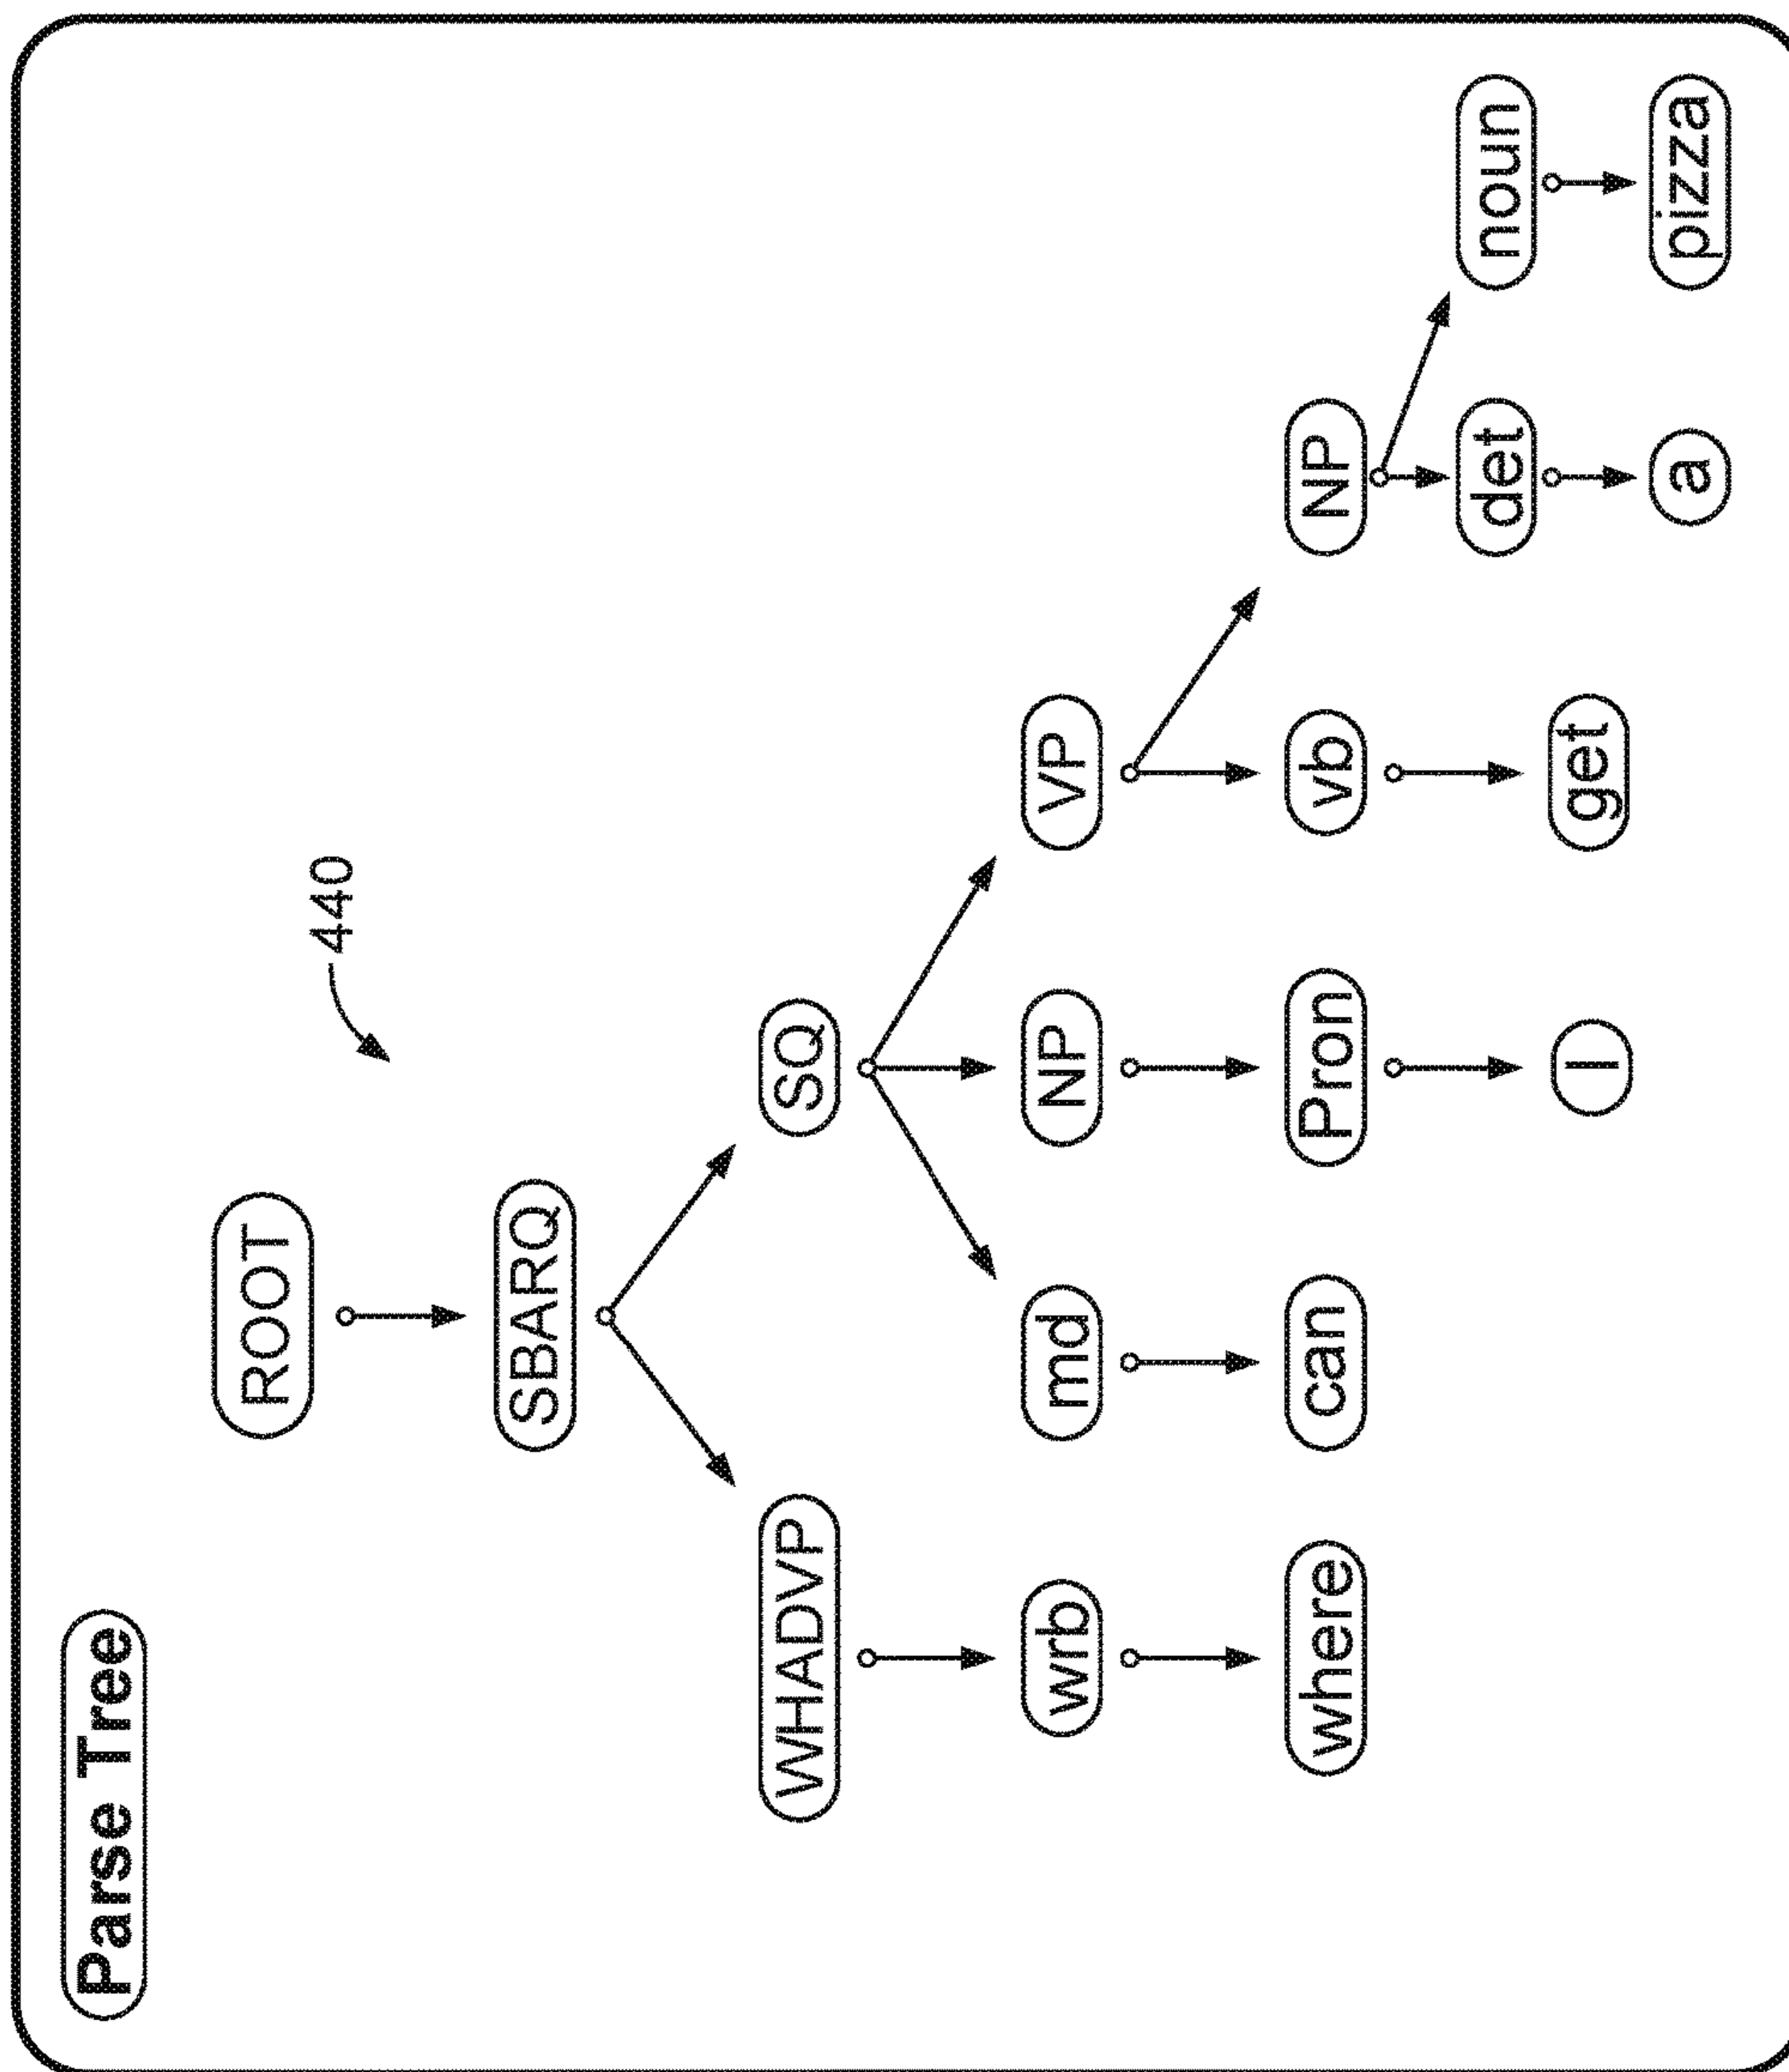 Parse Tree
440
ROOT
SBARQ
WHADVP SQ
wrb md NP VP
where can Pron vb NP
det noun
I get
a pizza